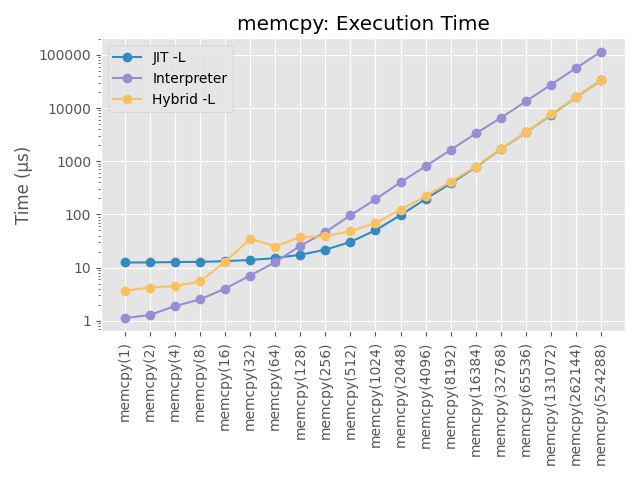 memcpy: Execution Time
JIT -L
Interpreter
Hybrid -L
Time (µs)
100000
10000
1000
100
10
1
memcpy(1)
memcpy(2)
memcpy(4)
memcpy(8)
memcpy(16)
memcpy(32)
memcpy(64)
memcpy(128)
memcpy(256)
memcpy(512)
memcpy(1024)
memcpy(2048)
memcpy(4096)
memcpy(8192)
memcpy(16384)
memcpy(32768)
memcpy(65536)
memcpy(131072)
memcpy(262144)
memcpy(524288)